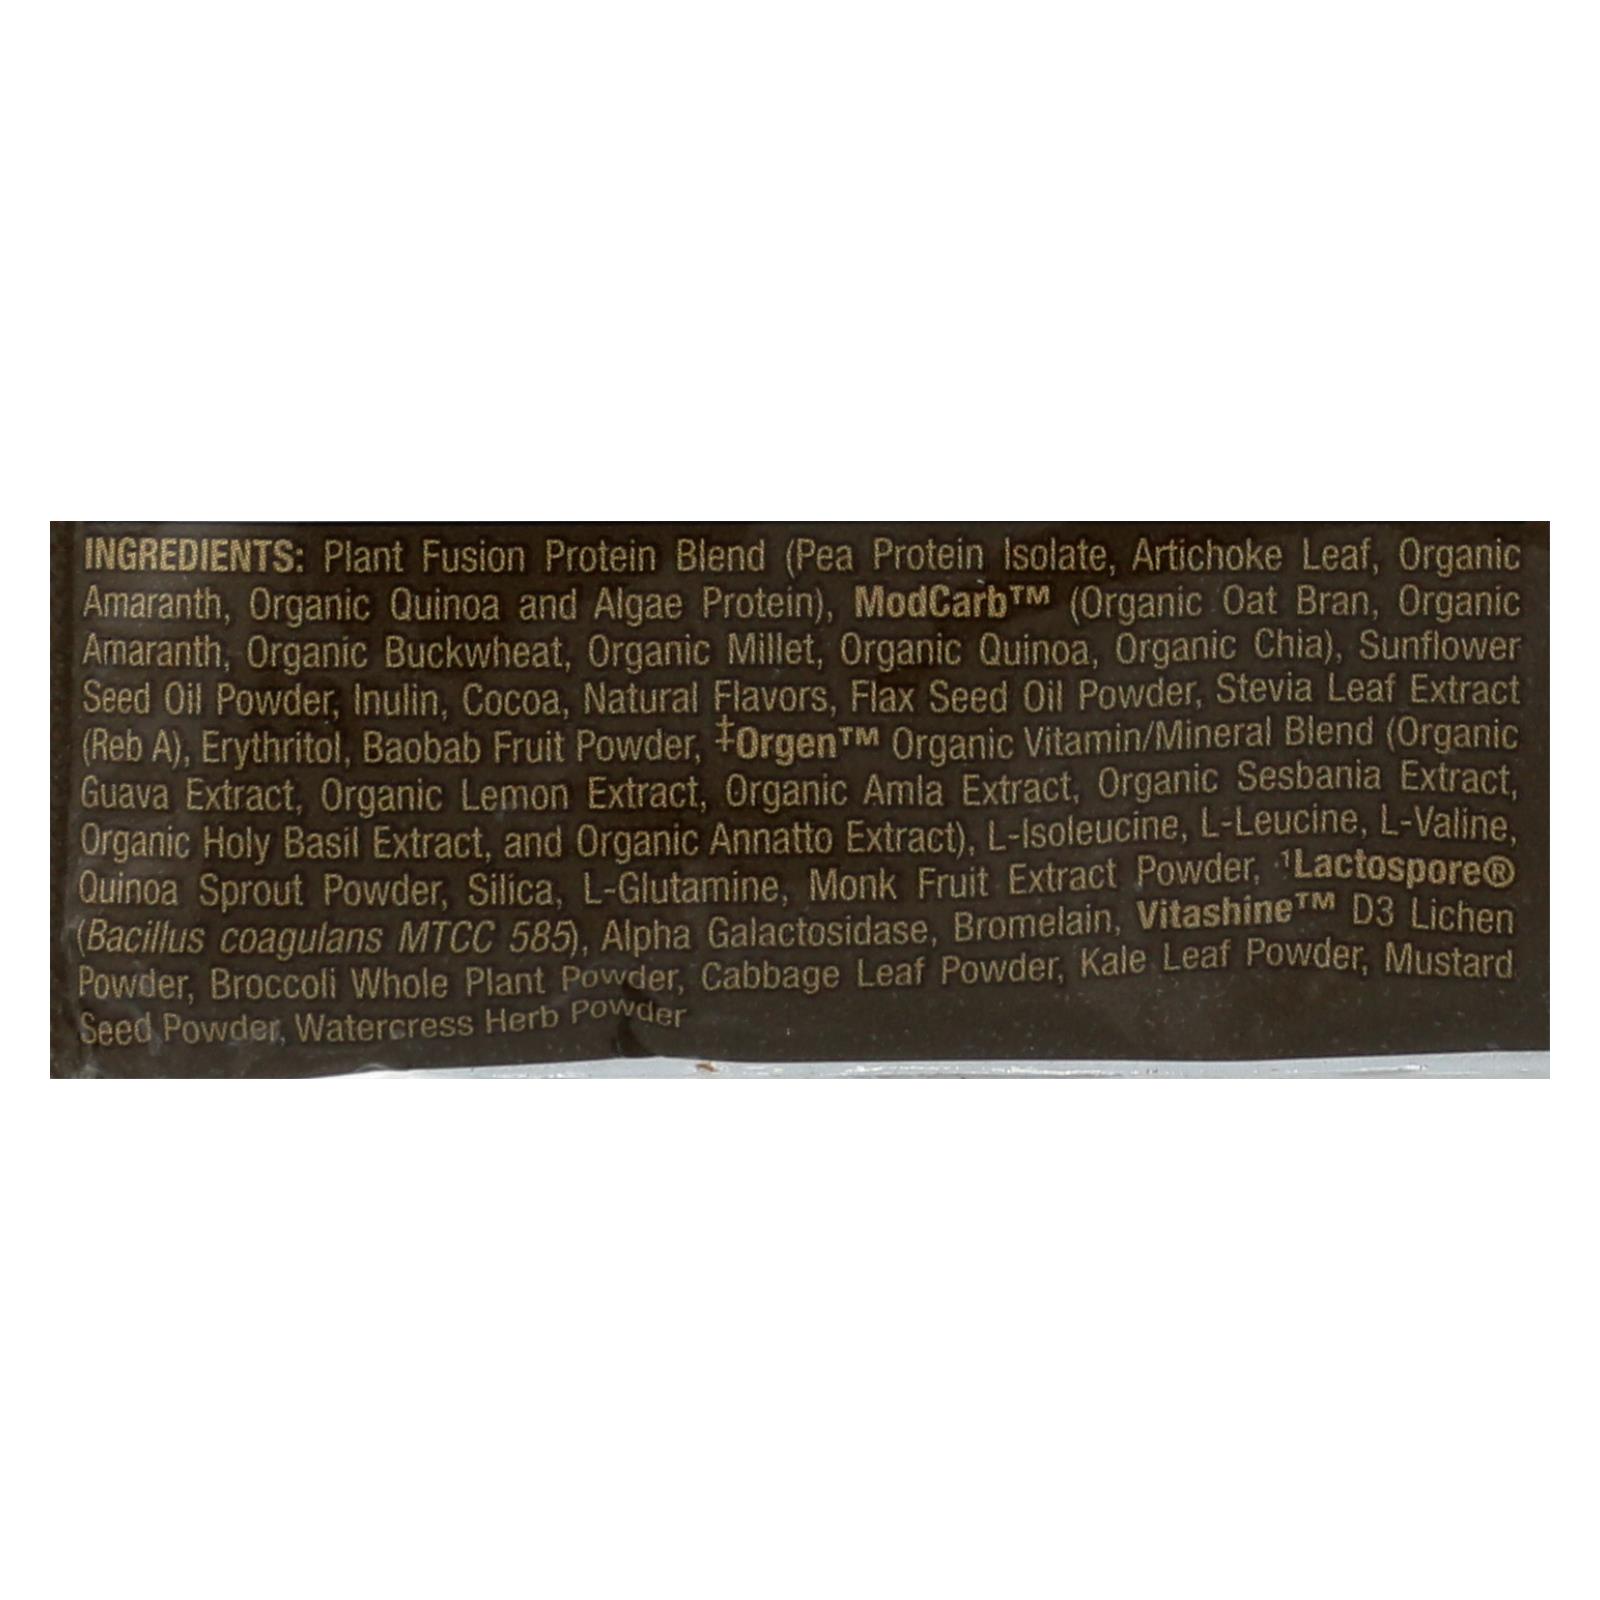 INGREDIENTS: Plant Fusion Protein Blend (Pea Protein Isolate, Artichoke Leaf, Organic
Amaranth, Organic Quinoa and Algae Protein), ModCarb™ (Organic Oat Bran, Organic
Amaranth, Organic Buckwheat, Organic Millet, Organic Quinoa, Organic Chia), Sunflower
Seed Oil Powder, Inulin, Cocoa, Natural Flavors, Flax Seed Oil Powder, Stevia Leaf Extract
(Reb A), Erythritol, Baobab Fruit Powder, ‡Orgen™ Organic Vitamin/Mineral Blend (Organic
Guava Extract, Organic Lemon Extract, Organic Amla Extract, Organic Sesbania Extract,
Organic Holy Basil Extract, and Organic Annatto Extract), L-Isoleucine, L-Leucine, L-Valine,
Quinoa Sprout Powder, Silica, L-Glutamine, Monk Fruit Extract Powder, ¹Lactospore®
(Bacillus coagulans MTCC 585), Alpha Galactosidase, Bromelain, Vitashine™ D3 Lichen
Powder, Broccoli Whole Plant Powder, Cabbage Leaf Powder, Kale Leaf Powder, Mustard
Seed Powder, Watercress Herb Powder